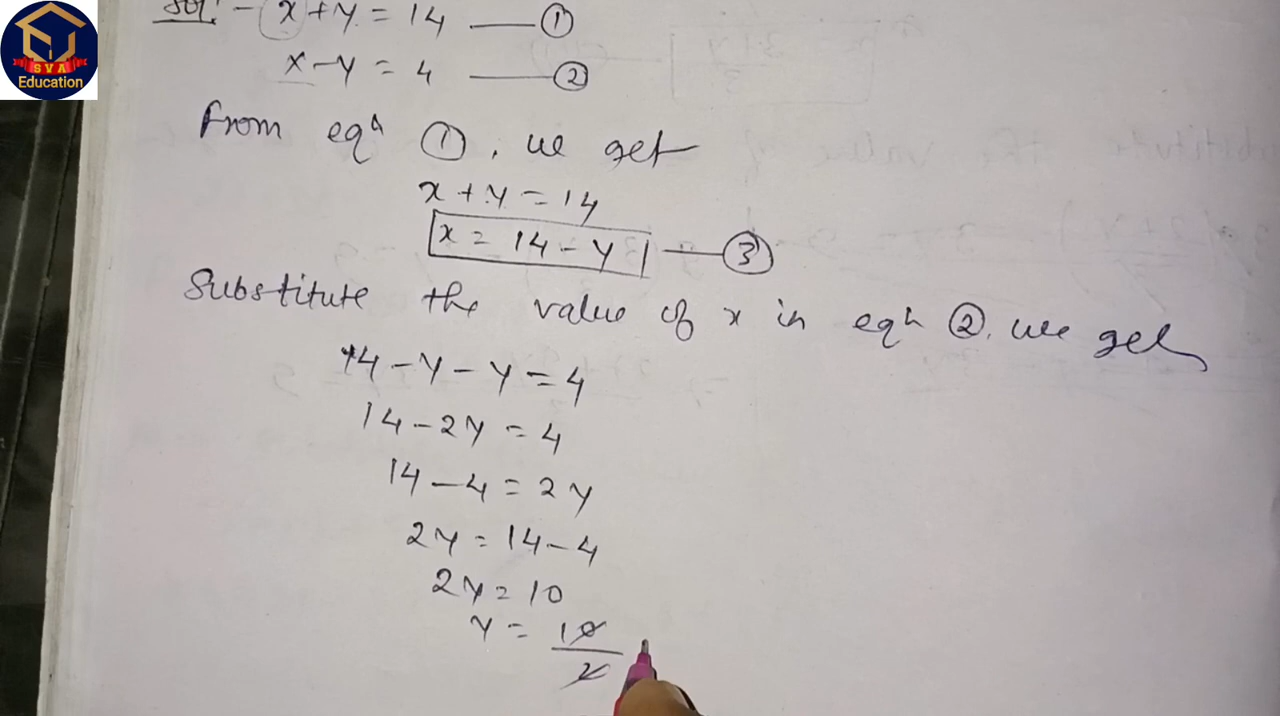 SVA
Education
Sol: - x + y = 14 —— ①
x - y = 4 —— ②
From eqn ①, we get
x + y = 14
x = 14 - y —— ③
Substitute the value of x in eqn ②, we get
14 - y - y = 4
14 - 2y = 4
14 - 4 = 2y
2y = 14 - 4
2y = 10
y = 10/2